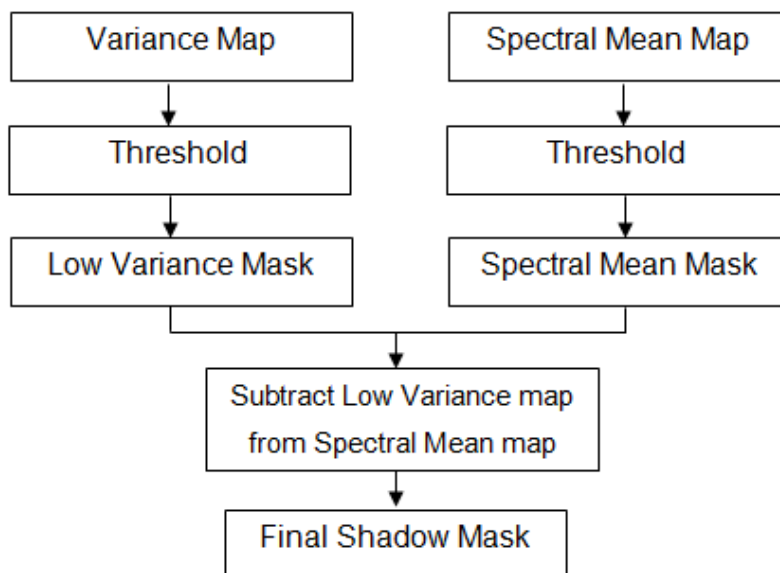 Variance Map
Spectral Mean Map
Threshold
Threshold
Low Variance Mask
Spectral Mean Mask
Subtract Low Variance map
from Spectral Mean map
Final Shadow Mask